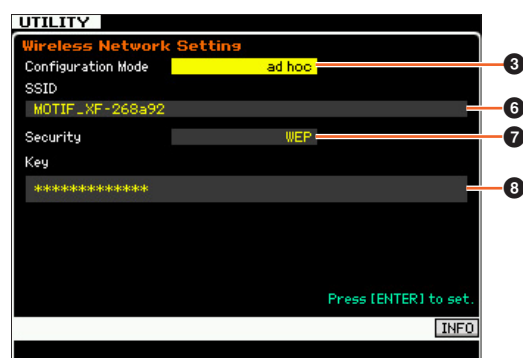 UTILITY
Wireless Network Setting
Configuration Mode ad hoc 3
SSID
MOTIF_XF-268a92 6
Security WEP 7
Key
************* 8
Press [ENTER] to set.
INFO